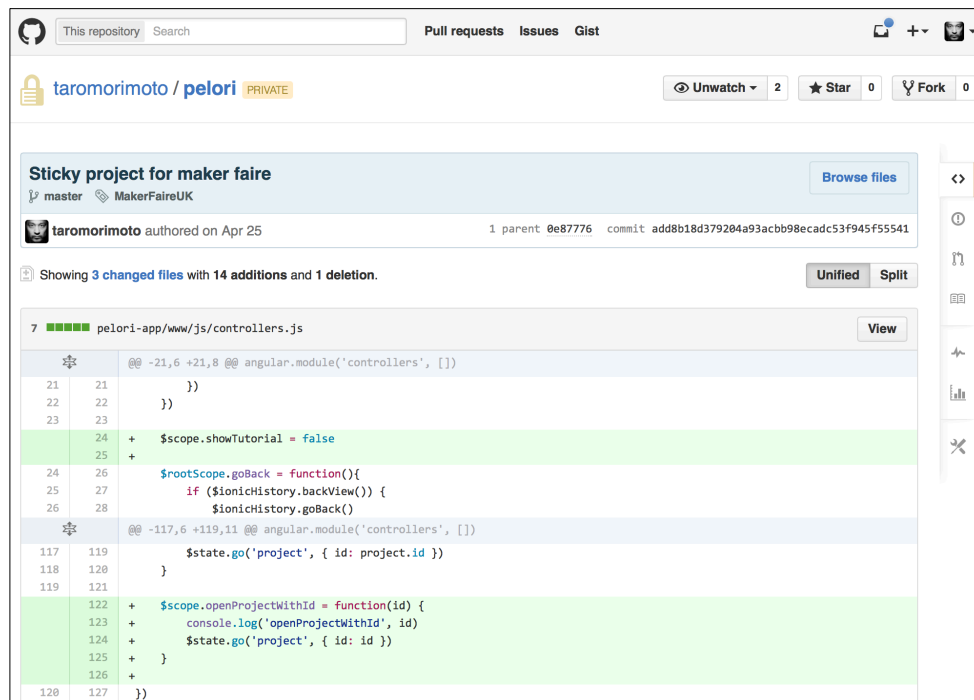 This repository Search Pull requests Issues Gist
taromorimoto / pelori PRIVATE Unwatch 2 Star 0 Fork 0
Sticky project for maker faire Browse files
master MakerFaireUK
taromorimoto authored on Apr 25 1 parent 0e87776 commit add8b18d379204a93acbb98ecadc53f945f55541
Showing 3 changed files with 14 additions and 1 deletion. Unified Split
7 pelori-app/www/js/controllers.js View
@@ -21,6 +21,8 @@ angular.module('controllers', [])
21 21 })
22 22 })
23 23
24 + $scope.showTutorial = false
25 +
24 26 $rootScope.goBack = function(){
25 27 if ($ionicHistory.backView()) {
26 28 $ionicHistory.goBack()
@@ -117,6 +119,11 @@ angular.module('controllers', [])
117 119 $state.go('project', { id: project.id })
118 120 }
119 121
122 + $scope.openProjectWithId = function(id) {
123 + console.log('openProjectWithId', id)
124 + $state.go('project', { id: id })
125 + }
126 +
120 127 })